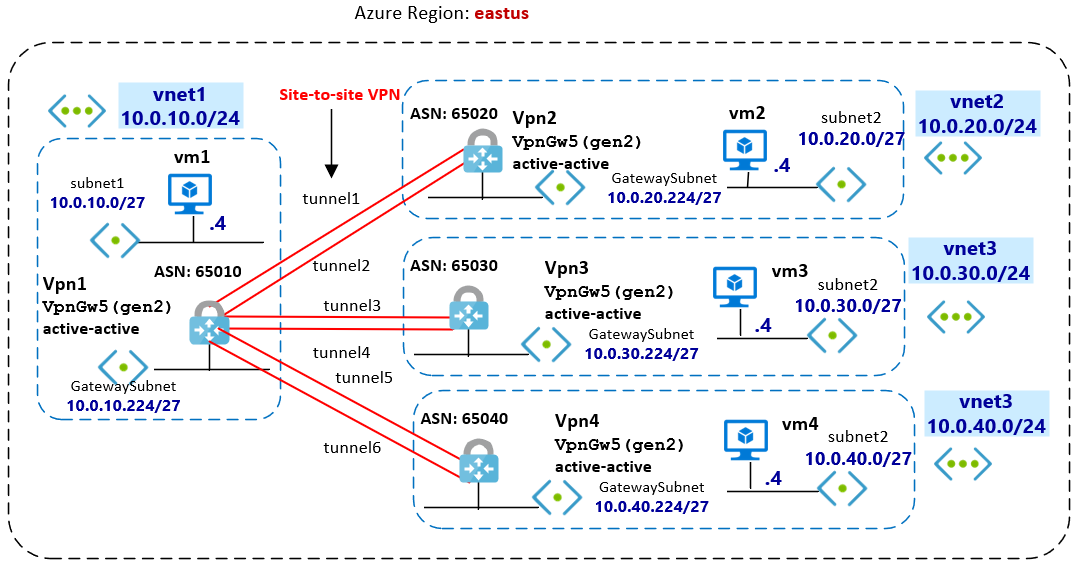 Azure Region: eastus
vnet1
10.0.10.0/24
vm1
subnet1
10.0.10.0/27
.4
ASN: 65010
Vpn1
VpnGw5(gen2)
active-active
GatewaySubnet
10.0.10.224/27
Site-to-site VPN
tunnel1
tunnel2
tunnel3
tunnel4
tunnel5
tunnel6
ASN: 65020
Vpn2
VpnGw5(gen2)
active-active
GatewaySubnet
10.0.20.224/27
vm2
.4
subnet2
10.0.20.0/27
vnet2
10.0.20.0/24
ASN: 65030
Vpn3
VpnGw5(gen2)
active-active
GatewaySubnet
10.0.30.224/27
vm3
.4
subnet2
10.0.30.0/27
vnet3
10.0.30.0/24
ASN: 65040
Vpn4
VpnGw5(gen2)
active-active
GatewaySubnet
10.0.40.224/27
vm4
.4
subnet2
10.0.40.0/27
vnet3
10.0.40.0/24